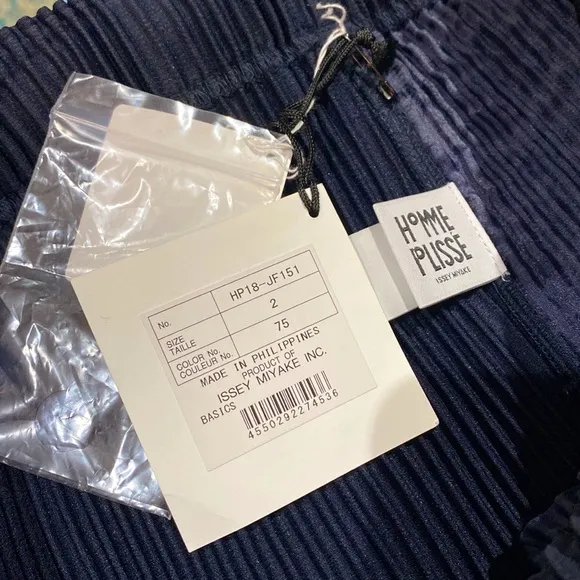 HOMME
PLISSÉ
ISSEY MIYAKE
No. HP18-JF151
SIZE
TAILLE 2
COLOR No.
COULEUR No. 75
MADE IN PHILIPPINES
PRODUCT OF
ISSEY MIYAKE INC.
BASICS
4550292274536